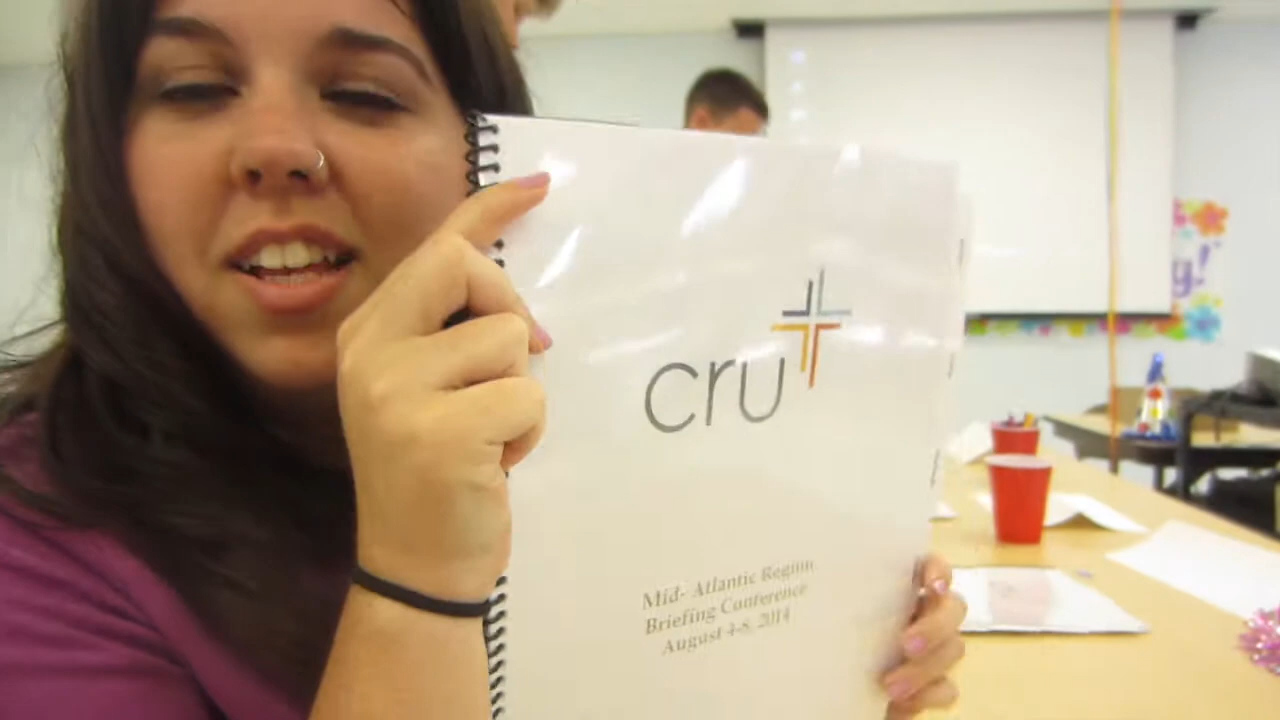 cru
Mid- Atlantic Region
Briefing Conference
August 4-8, 2014
y!